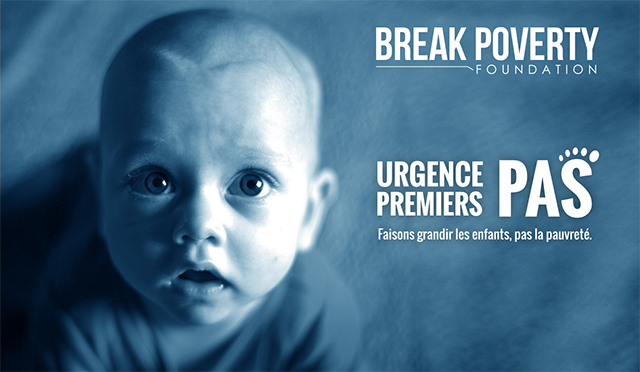 BREAK POVERTY
FOUNDATION
URGENCE
PREMIERS PAS
Faisons grandir les enfants, pas la pauvreté.